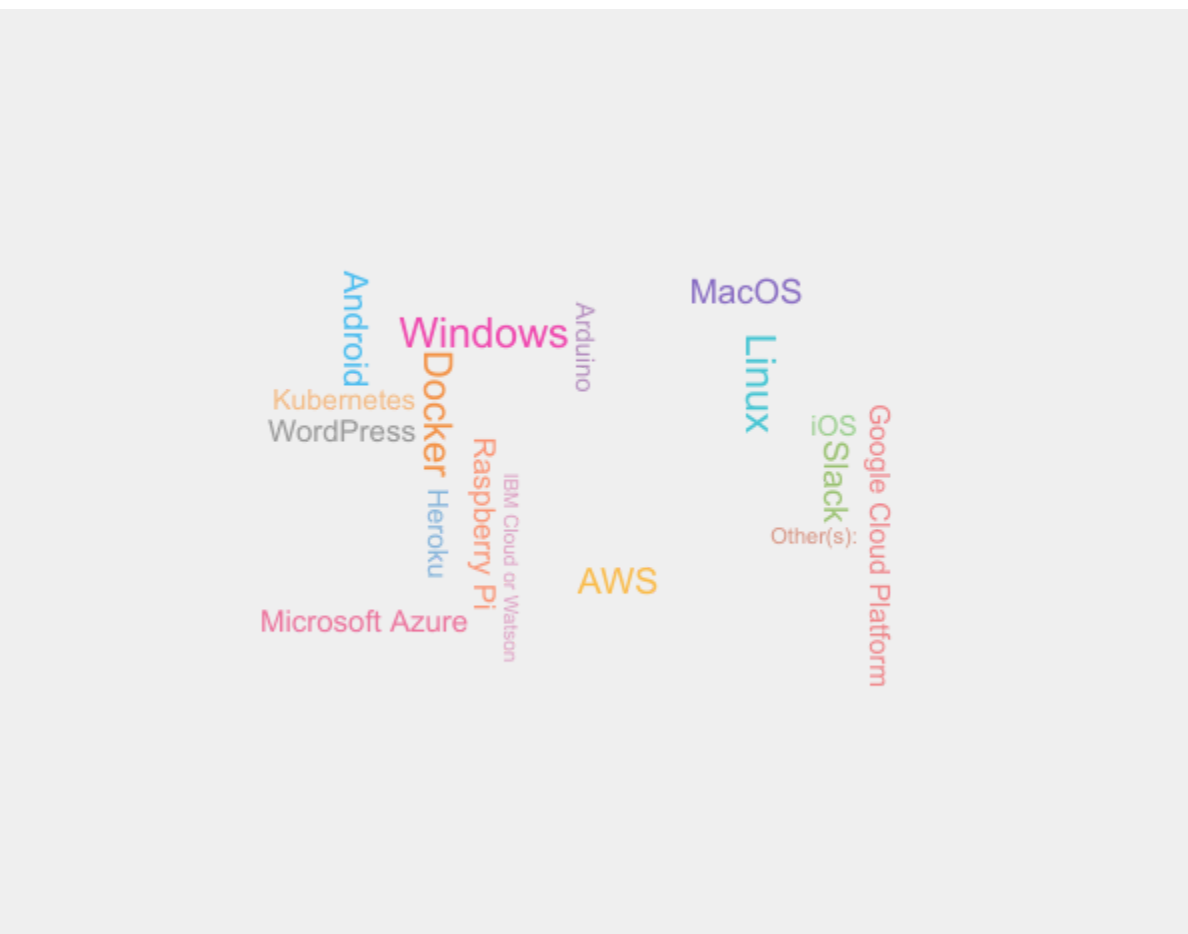 Android
MacOS
Windows
Arduino
Linux
Docker
Kubernetes
WordPress
iOS
Google Cloud Platform
Slack
Raspberry Pi
IBM Cloud or Watson
Heroku
Other(s):
AWS
Microsoft Azure